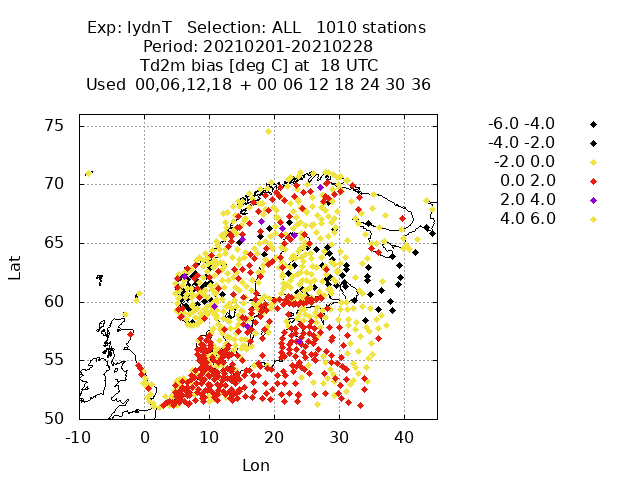 Exp: IydnT   Selection: ALL   1010 stations
Period: 20210201-20210228
Td2m bias [deg C] at  18 UTC
Used  00,06,12,18 + 00 06 12 18 24 30 36
-6.0 -4.0
-4.0 -2.0
-2.0 0.0
0.0 2.0
2.0 4.0
4.0 6.0
75
70
65
60
55
50
Lat
-10 0 10 20 30 40
Lon